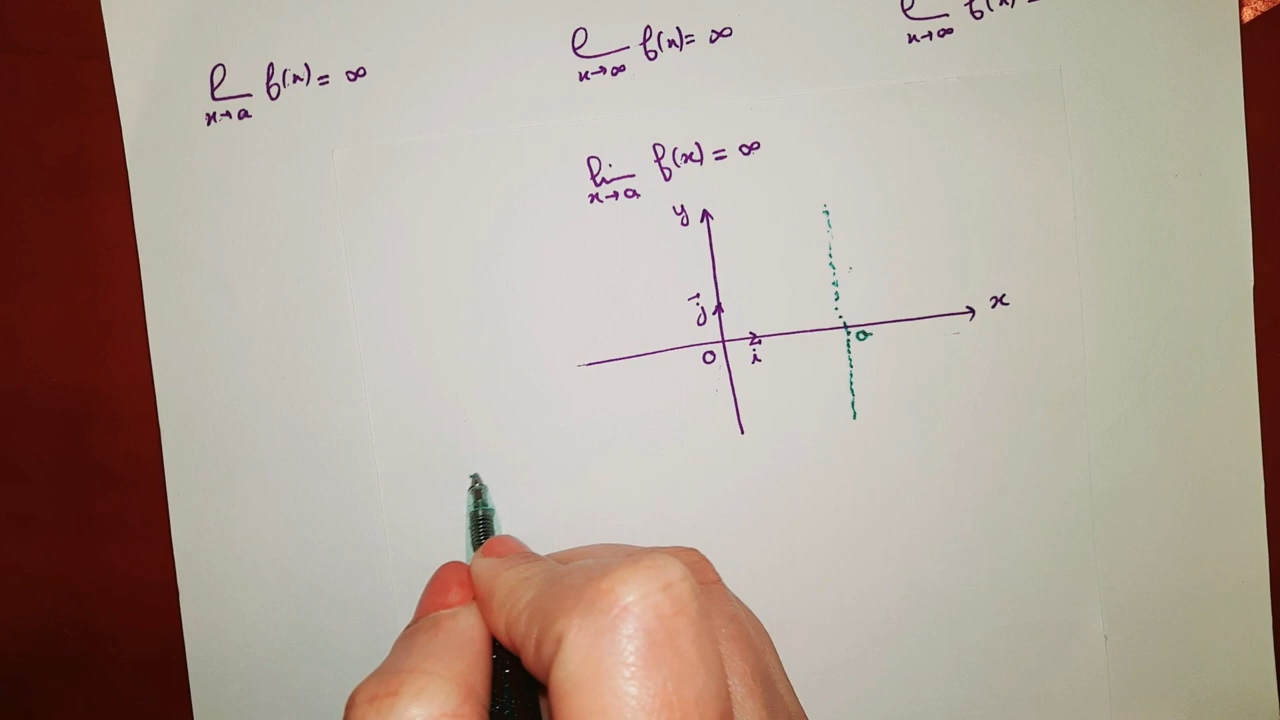 lim x→a f(x) = ∞
lim x→∞ f(x) = ∞
lim x→∞ f(x) =
lim x→a f(x) = ∞
y
j⃗
x
a
O
i⃗